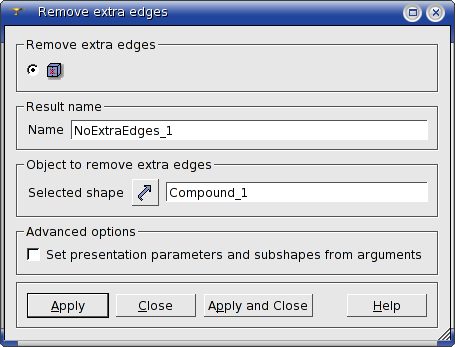 Remove extra edges
Remove extra edges
Result name
Name NoExtraEdges_1
Object to remove extra edges
Selected shape Compound_1
Advanced options
Set presentation parameters and subshapes from arguments
Apply Close Apply and Close Help